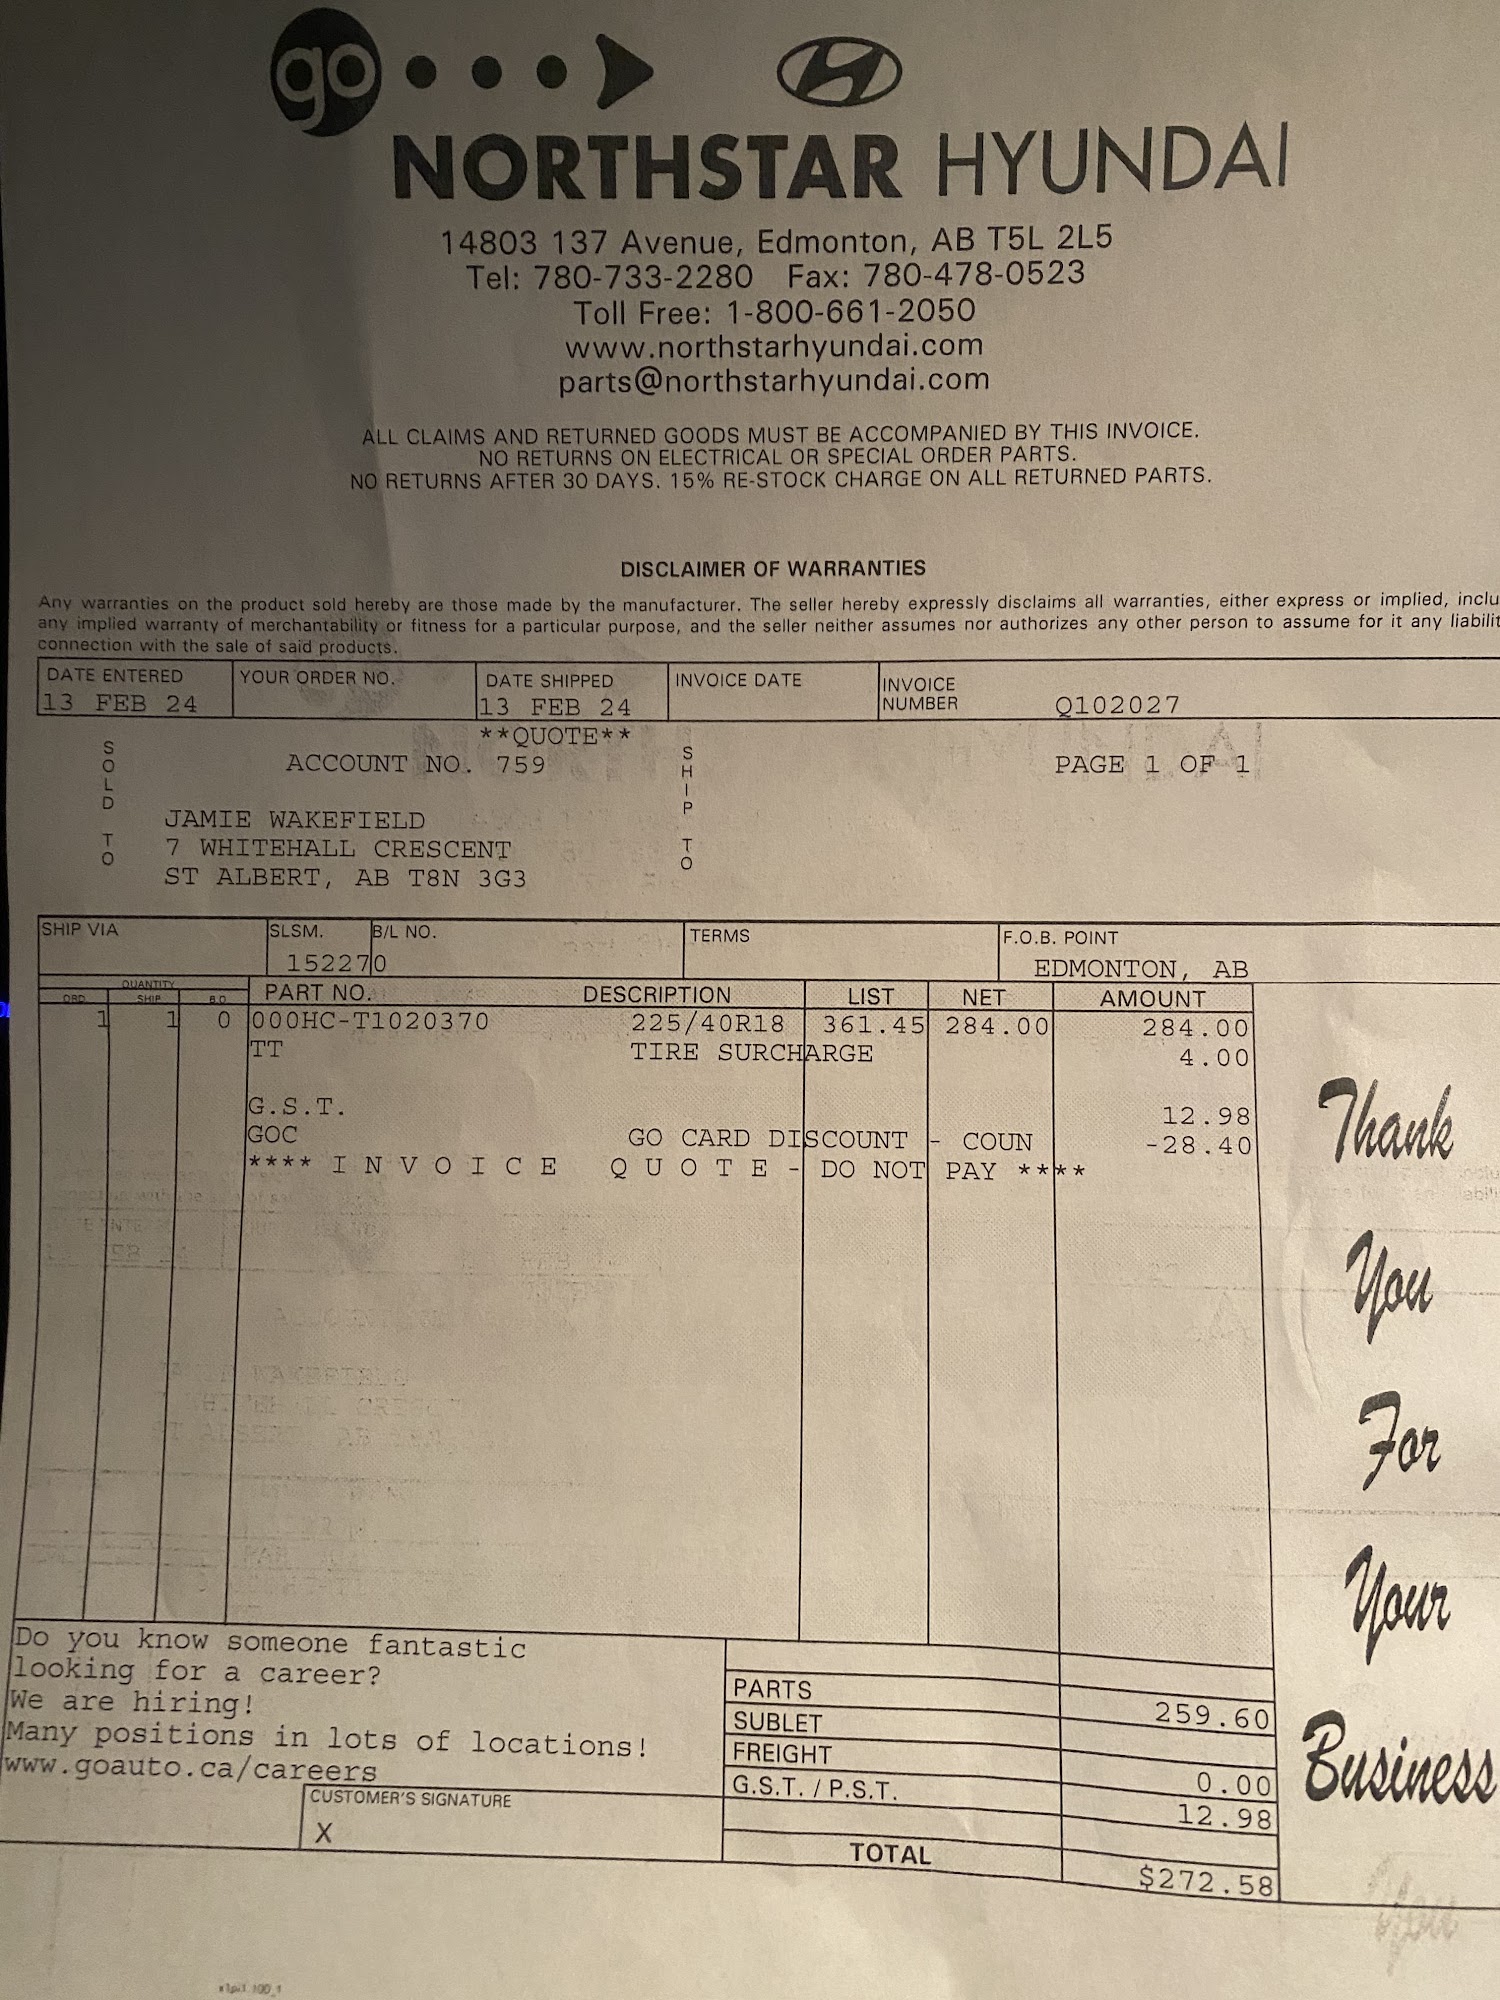 go
NORTHSTAR HYUNDAI
14803 137 Avenue, Edmonton, AB T5L 2L5
Tel: 780-733-2280 Fax: 780-478-0523
Toll Free: 1-800-661-2050
www.northstarhyundai.com
parts@northstarhyundai.com
ALL CLAIMS AND RETURNED GOODS MUST BE ACCOMPANIED BY THIS INVOICE.
NO RETURNS ON ELECTRICAL OR SPECIAL ORDER PARTS.
NO RETURNS AFTER 30 DAYS. 15% RE-STOCK CHARGE ON ALL RETURNED PARTS.
DISCLAIMER OF WARRANTIES
Any warranties on the product sold hereby are those made by the manufacturer. The seller hereby expressly disclaims all warranties, either express or implied, inclu
any implied warranty of merchantability or fitness for a particular purpose, and the seller neither assumes nor authorizes any other person to assume for it any liabilit
connection with the sale of said products.
DATE ENTERED YOUR ORDER NO. DATE SHIPPED INVOICE DATE INVOICE NUMBER
13 FEB 24 13 FEB 24 Q102027
**QUOTE**
SOLD TO ACCOUNT NO. 759 SHIP TO PAGE 1 OF 1
JAMIE WAKEFIELD
7 WHITEHALL CRESCENT
ST ALBERT, AB T8N 3G3
SHIP VIA SLSM. B/L NO. TERMS F.O.B. POINT
152270 EDMONTON, AB
QUANTITY
ORD. SHIP B.O. PART NO. DESCRIPTION LIST NET AMOUNT
1 1 0 000HC-T1020370 225/40R18 361.45 284.00 284.00
TT TIRE SURCHARGE 4.00
G.S.T. 12.98
GOC GO CARD DISCOUNT - COUN -28.40
**** I N V O I C E Q U O T E - DO NOT PAY ****
Thank
You
For
Your
Business
Do you know someone fantastic
looking for a career?
We are hiring!
Many positions in lots of locations!
www.goauto.ca/careers
CUSTOMER'S SIGNATURE
X
PARTS 259.60
SUBLET
FREIGHT 0.00
G.S.T. / P.S.T. 12.98
TOTAL $272.58